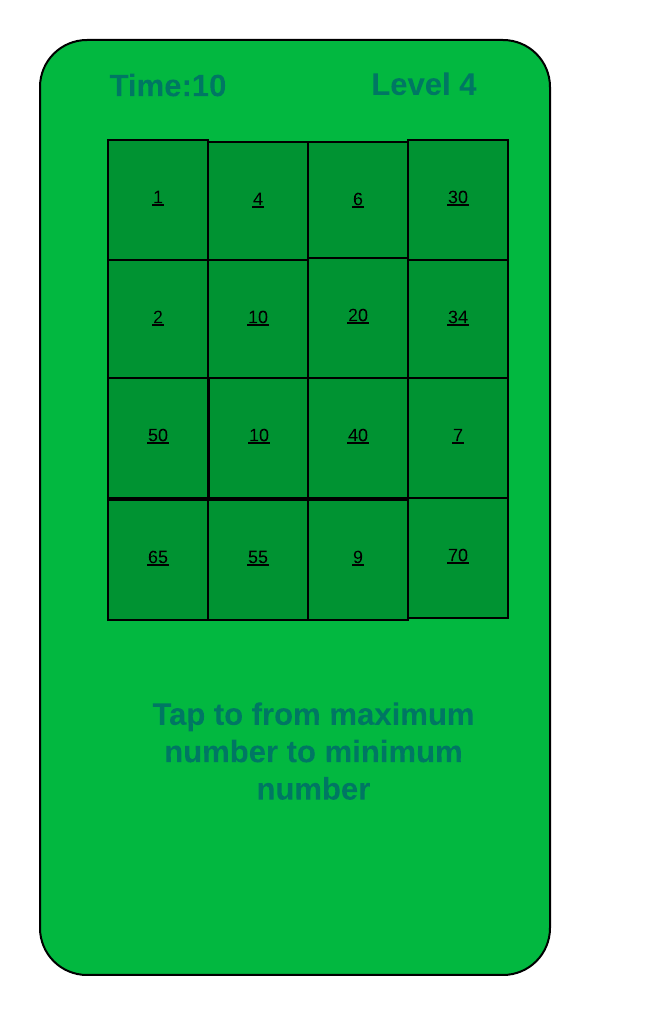 Time:10 Level 4
1 4 6 30
2 10 20 34
50 10 40 7
65 55 9 70
Tap to from maximum
number to minimum
number